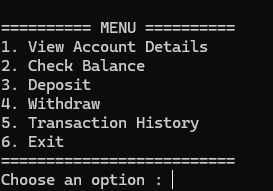 ========== MENU ==========
1. View Account Details
2. Check Balance
3. Deposit
4. Withdraw
5. Transaction History
6. Exit
==========================
Choose an option :